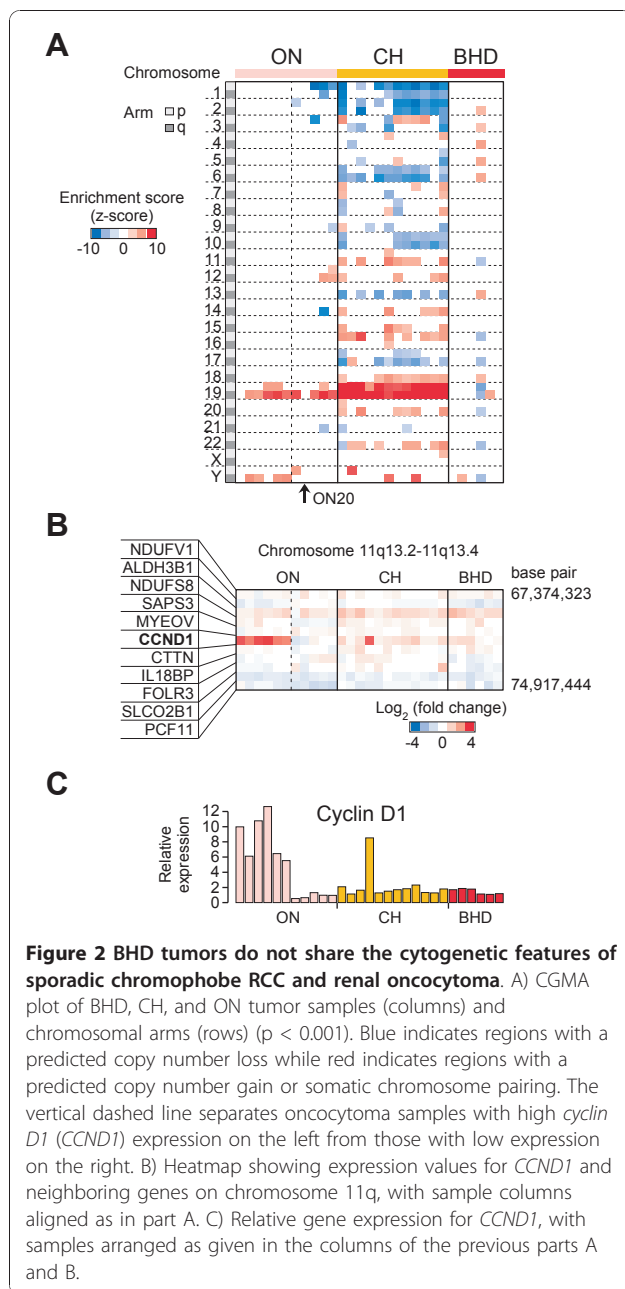 A
ON CH BHD
Chromosome
Arm p
q
Enrichment score
(z-score)
-10 0 10
1
2
3
4
5
6
7
8
9
10
11
12
13
14
15
16
17
18
19
20
21
22
X
Y
ON20
B
Chromosome 11q13.2-11q13.4
ON CH BHD
base pair
67,374,323
NDUFV1
ALDH3B1
NDUFS8
SAPS3
MYEOV
CCND1
CTTN
IL18BP
FOLR3
SLCO2B1
PCF11
74,917,444
Log2 (fold change)
-4 0 4
C
Cyclin D1
Relative
expression
12
10
8
6
4
2
0
ON CH BHD
Figure 2 BHD tumors do not share the cytogenetic features of
sporadic chromophobe RCC and renal oncocytoma. A) CGMA
plot of BHD, CH, and ON tumor samples (columns) and
chromosomal arms (rows) (p < 0.001). Blue indicates regions with a
predicted copy number loss while red indicates regions with a
predicted copy number gain or somatic chromosome pairing. The
vertical dashed line separates oncocytoma samples with high cyclin
D1 (CCND1) expression on the left from those with low expression
on the right. B) Heatmap showing expression values for CCND1 and
neighboring genes on chromosome 11q, with sample columns
aligned as in part A. C) Relative gene expression for CCND1, with
samples arranged as given in the columns of the previous parts A
and B.